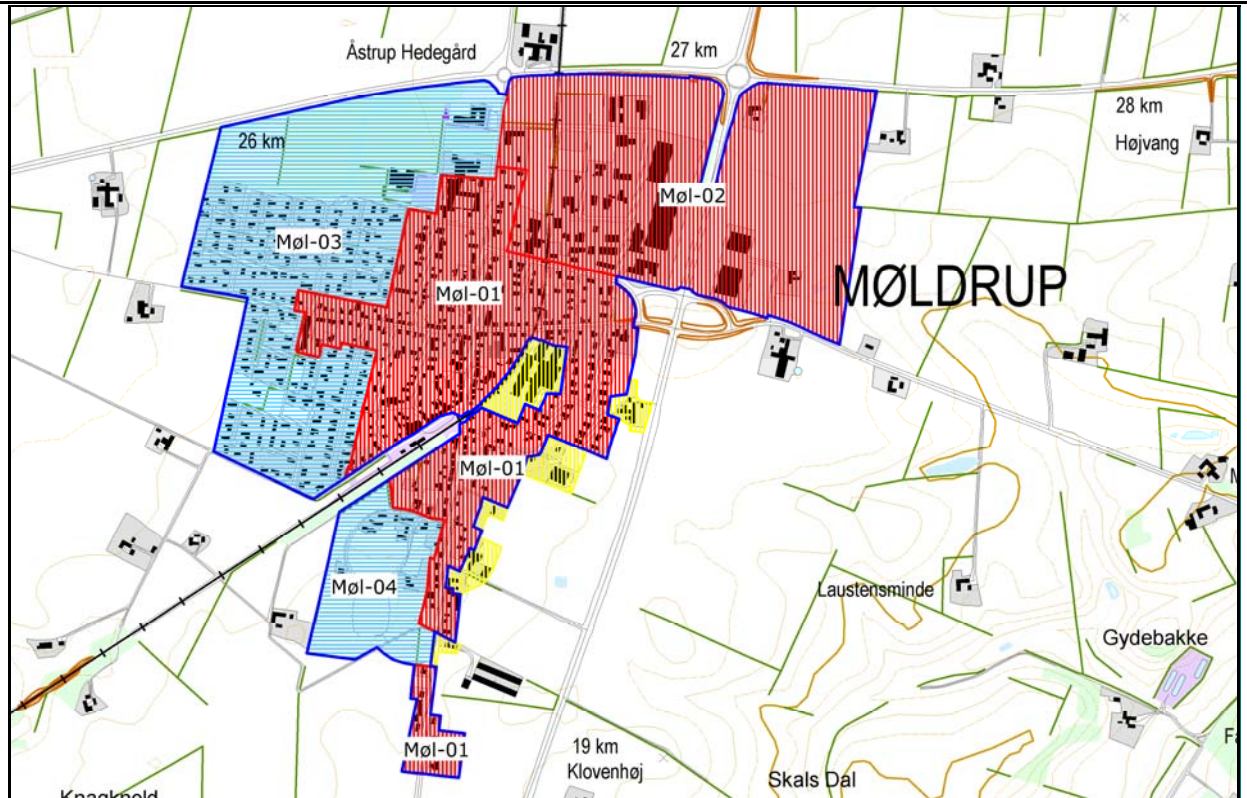 Åstrup Hedegård
27 km
28 km
Højvang
26 km
Møl-02
Møl-03
Møl-01
MØLDRUP
Møl-01
Møl-04
Laustensminde
Gydebakke
Møl-01
19 km
Klovenhøj
Skals Dal